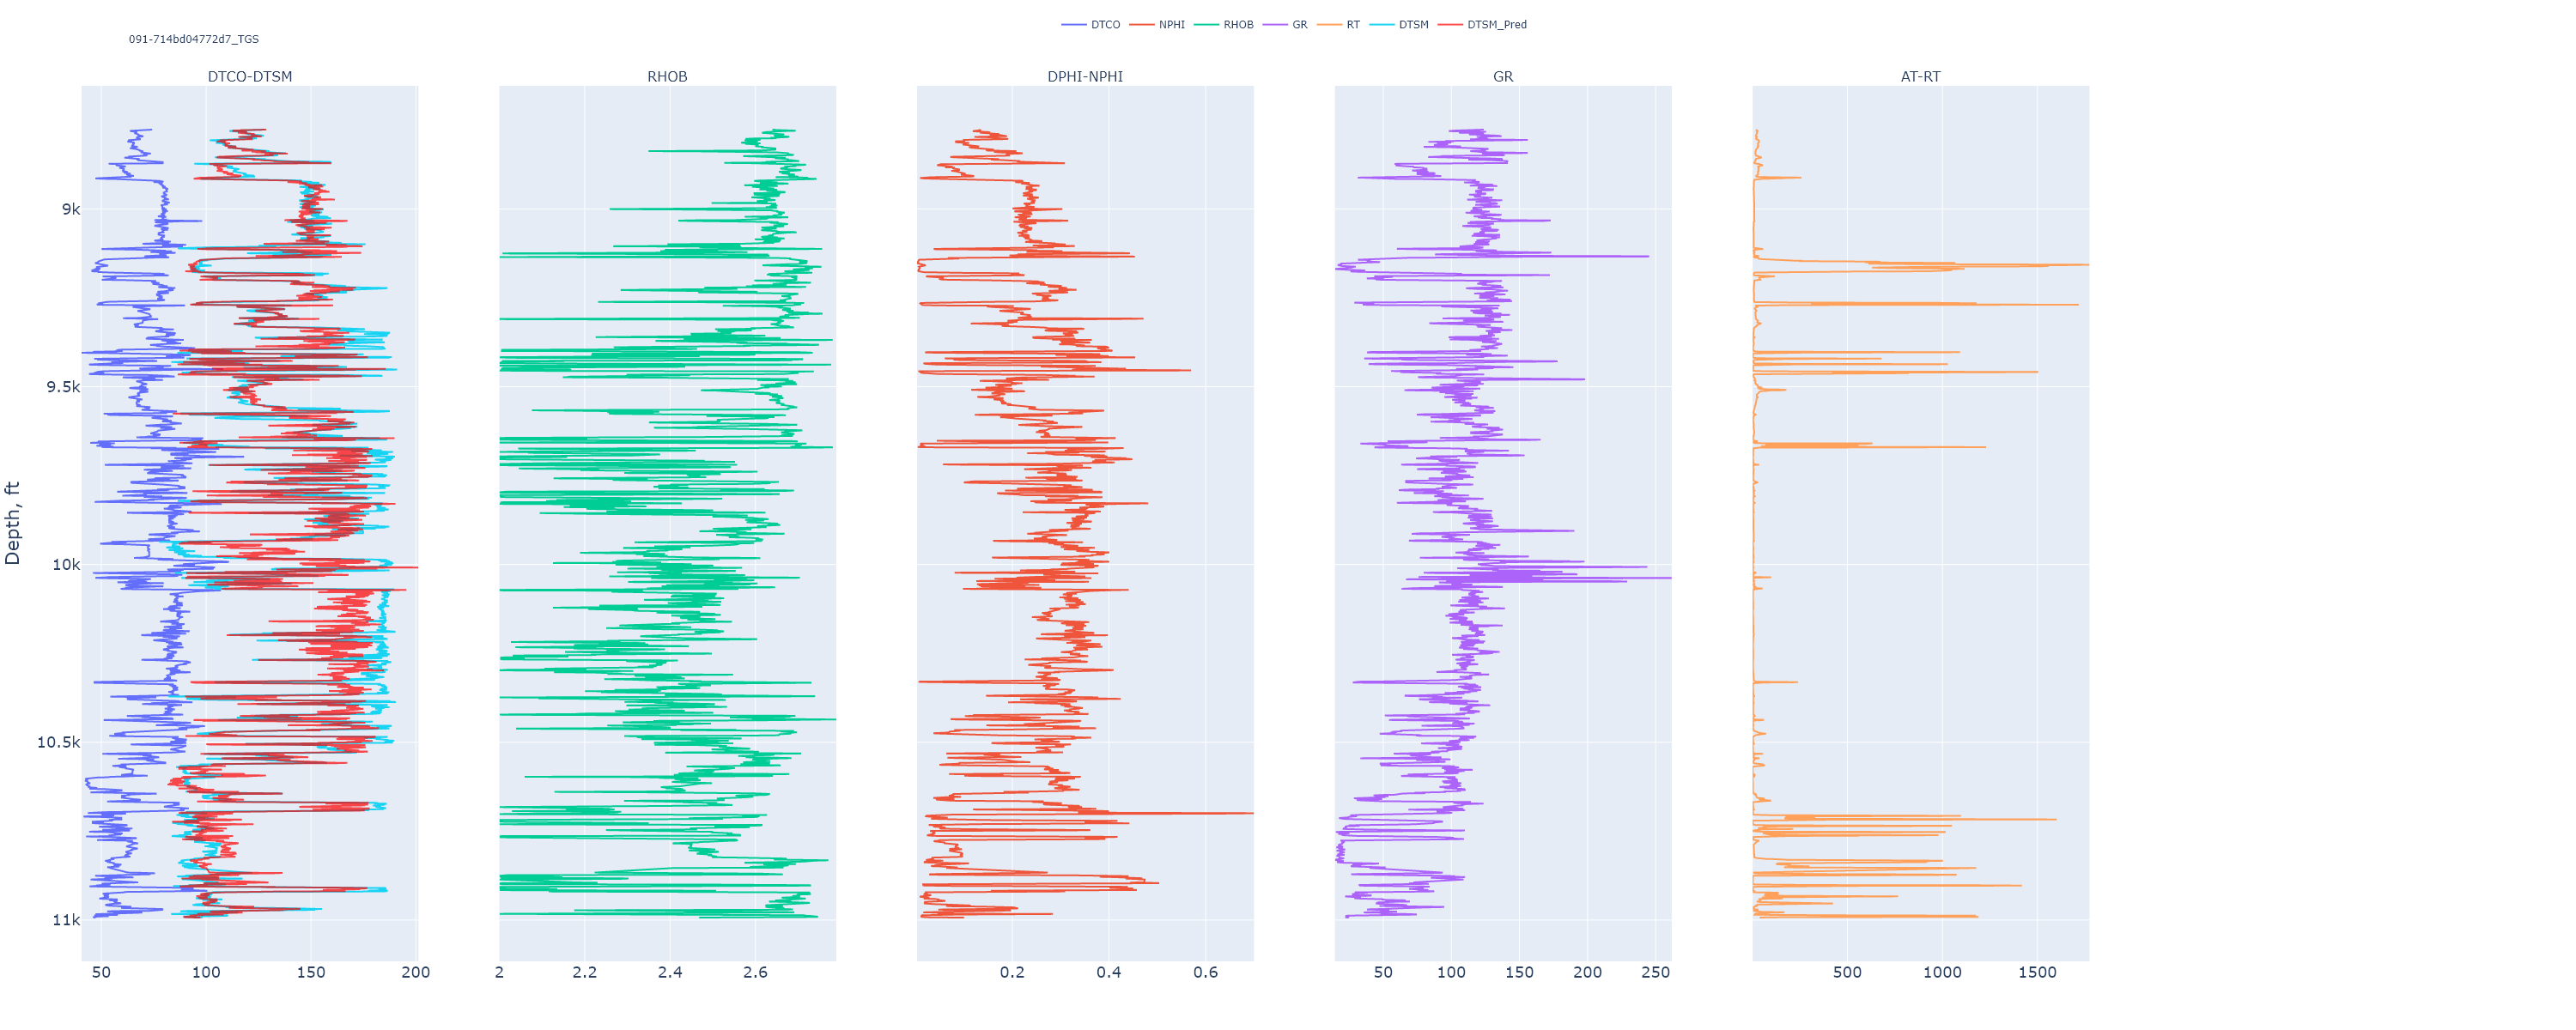 DTCO NPHI RHOB GR RT DTSM DTSM_Pred
091-714bd04772d7_TGS
DTCO-DTSM RHOB DPHI-NPHI GR AT-RT
Depth, ft
9k
9.5k
10k
10.5k
11k
50 100 150 200 2 2.2 2.4 2.6 0.2 0.4 0.6 50 100 150 200 250 500 1000 1500